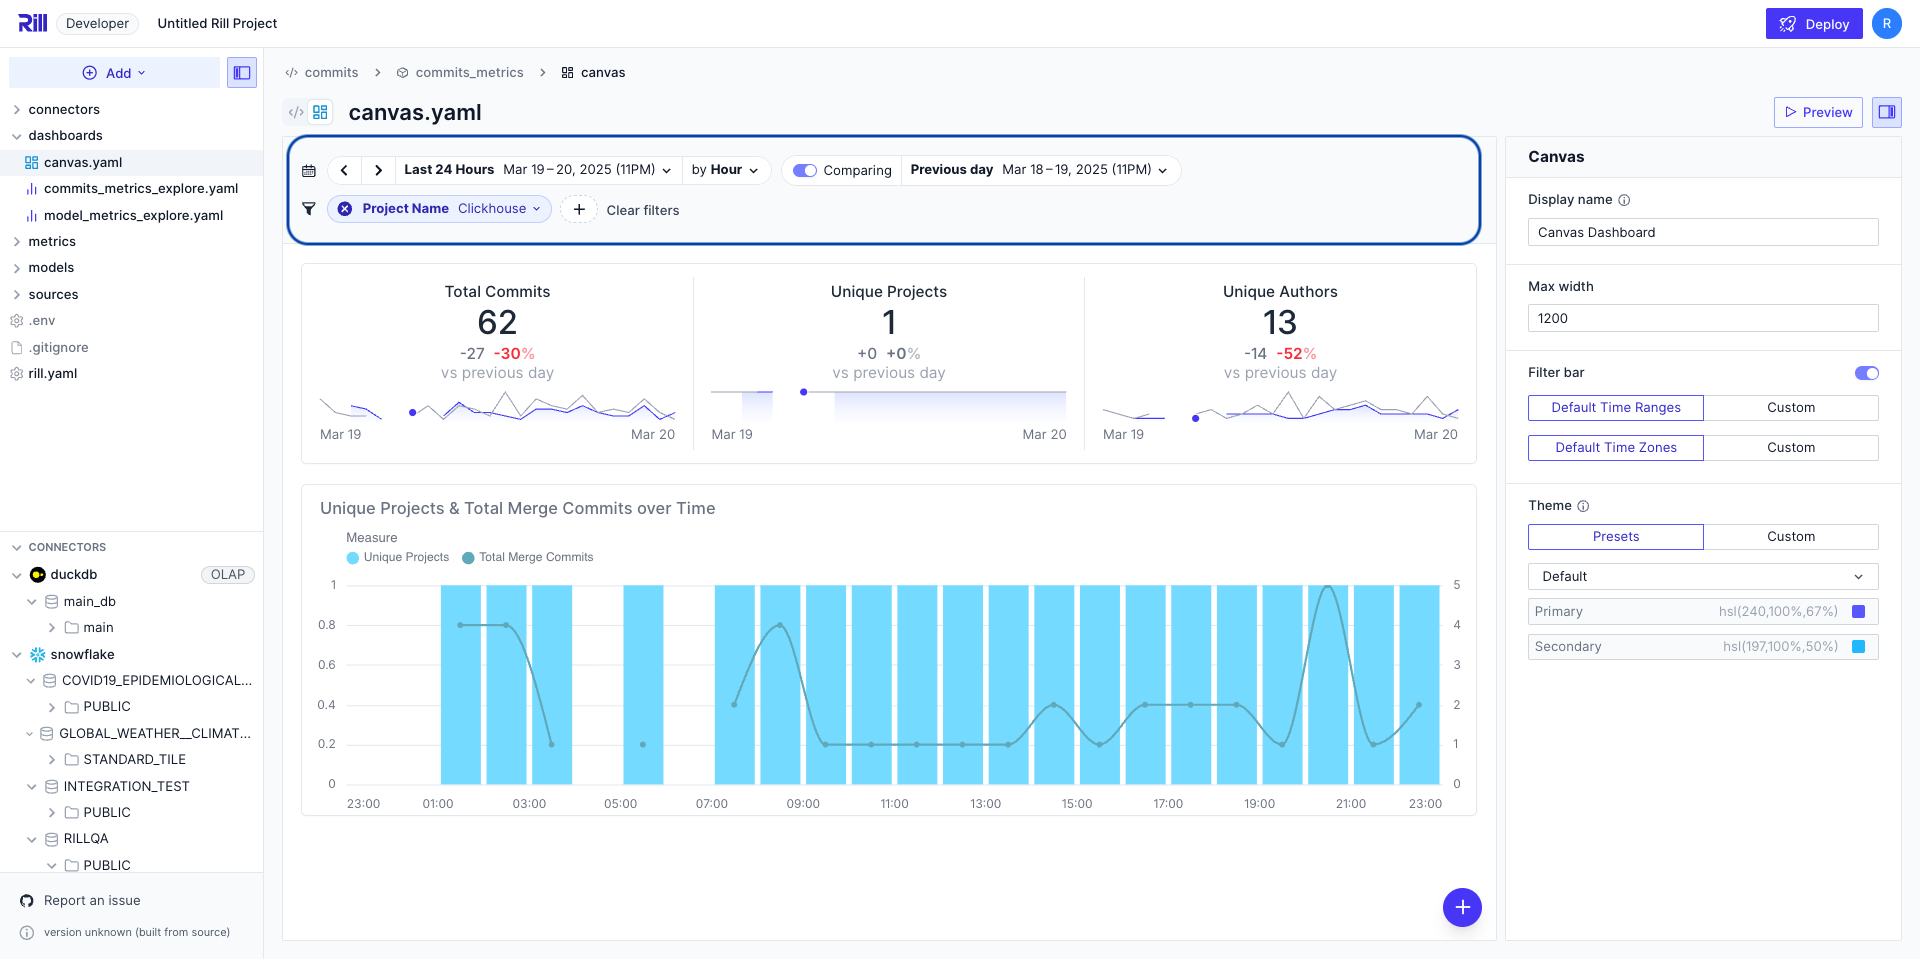 Rill Developer Untitled Rill Project Deploy R
Add
connectors
dashboards
canvas.yaml
commits_metrics_explore.yaml
model_metrics_explore.yaml
metrics
models
sources
.env
.gitignore
rill.yaml
CONNECTORS
duckdb OLAP
main_db
main
snowflake
COVID19_EPIDEMIOLOGICAL...
PUBLIC
GLOBAL_WEATHER__CLIMAT...
STANDARD_TILE
INTEGRATION_TEST
PUBLIC
RILLQA
PUBLIC
Report an issue
version unknown (built from source)
commits commits_metrics canvas
canvas.yaml
Preview
Last 24 Hours Mar 19 – 20, 2025 (11PM) by Hour Comparing Previous day Mar 18 – 19, 2025 (11PM)
Project Name Clickhouse + Clear filters
Total Commits
62
-27 -30%
vs previous day
Mar 19 Mar 20
Unique Projects
1
+0 +0%
vs previous day
Mar 19 Mar 20
Unique Authors
13
-14 -52%
vs previous day
Mar 19 Mar 20
Unique Projects & Total Merge Commits over Time
Measure
Unique Projects Total Merge Commits
1 5
0.8 4
0.6 3
0.4 2
0.2 1
0 0
23:00 01:00 03:00 05:00 07:00 09:00 11:00 13:00 15:00 17:00 19:00 21:00 23:00
Canvas
Display name
Canvas Dashboard
Max width
1200
Filter bar
Default Time Ranges Custom
Default Time Zones Custom
Theme
Presets Custom
Default
Primary hsl(240,100%,67%)
Secondary hsl(197,100%,50%)